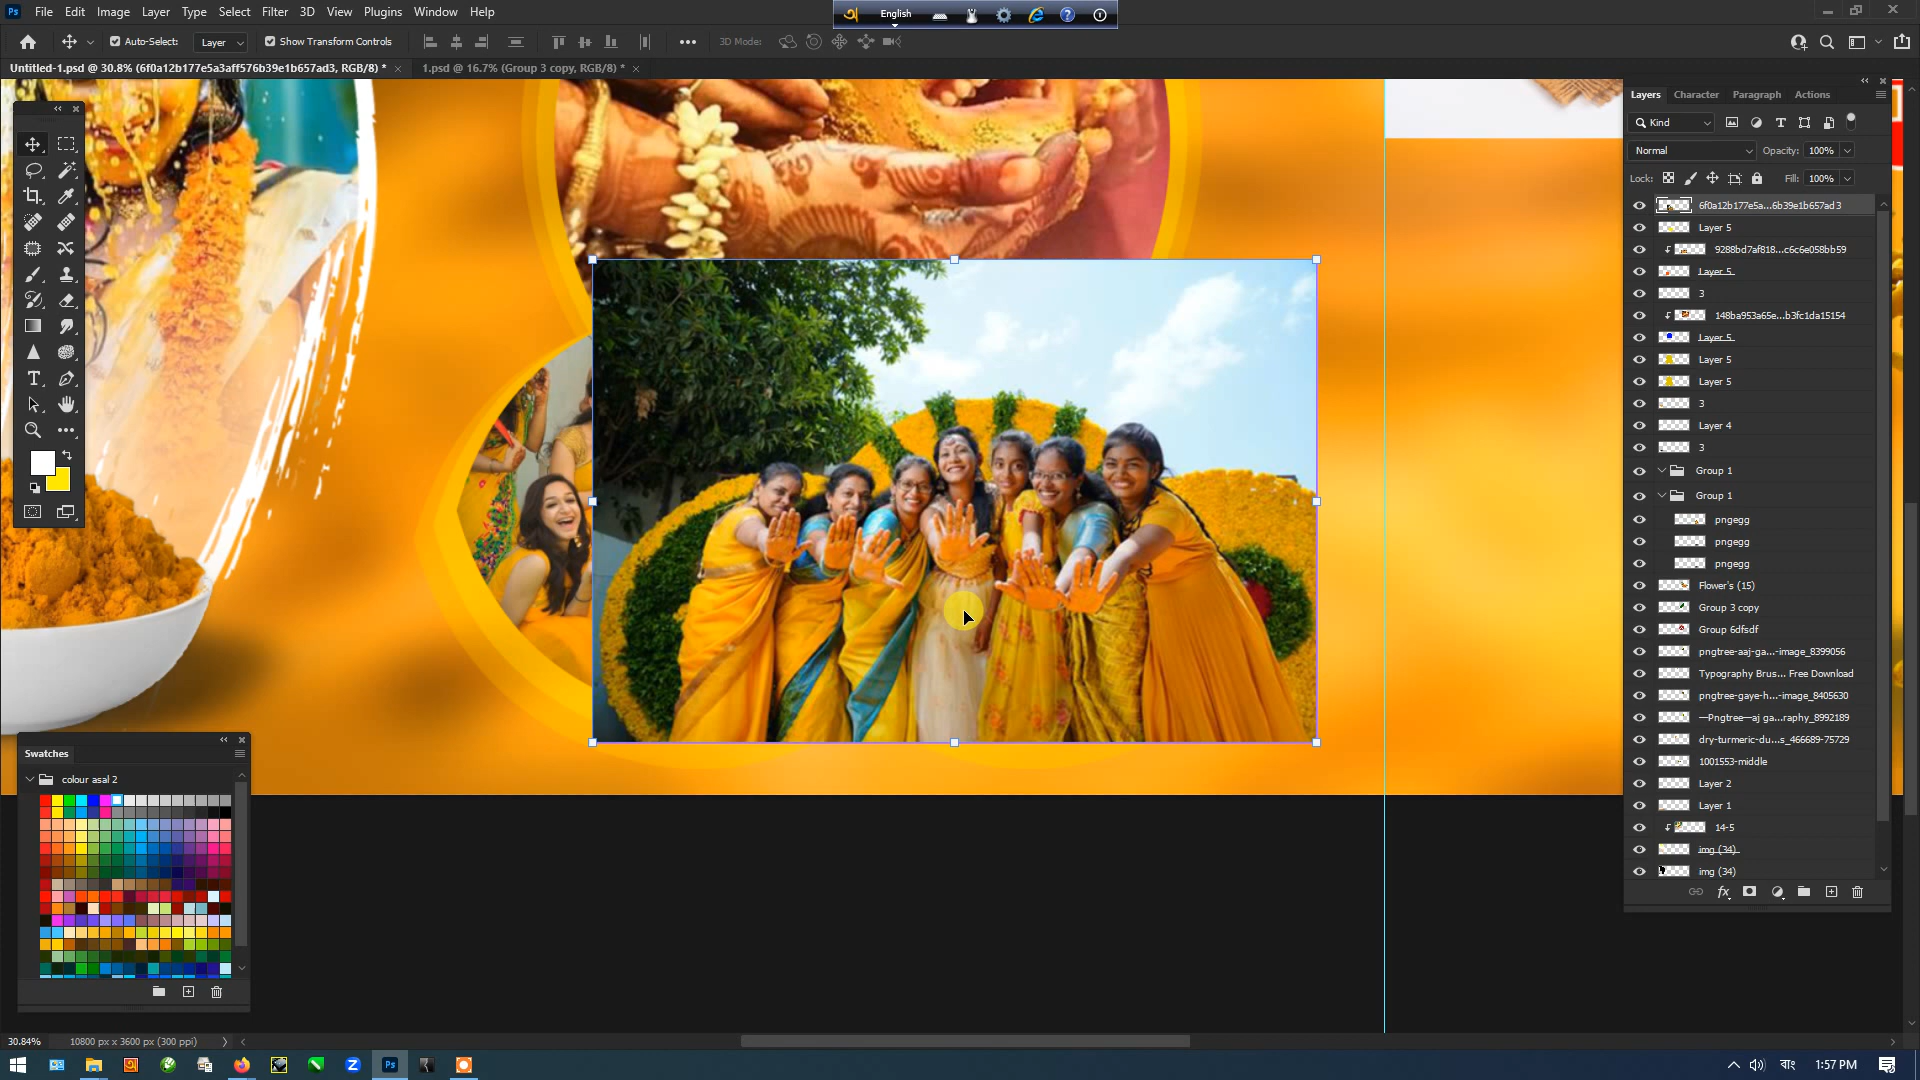 Ps File Edit Image Layer Type Select Filter 3D View Plugins Window Help
অ English
Auto-Select: Layer Show Transform Controls 3D Mode:
Untitled-1.psd @ 30.8% (6f0a12b177e5a3aff576b39e1b657ad3, RGB/8) * 1.psd @ 16.7% (Group 3 copy, RGB/8) *
Layers Character Paragraph Actions
Kind
Normal Opacity: 100%
Lock: Fill: 100%
6f0a12b177e5a...6b39e1b657ad3
Layer 5
9288bd7af818...c6c6e058bb59
Layer 5
3
148ba953a65e...b3fc1da15154
Layer 5
Layer 5
Layer 5
3
Layer 4
3
Group 1
Group 1
pngegg
pngegg
pngegg
Flower's (15)
Group 3 copy
Group 6dfsdf
pngtree-aaj-ga...-image_8399056
Typography Brus... Free Download
pngtree-gaye-h...-image_8405630
—Pngtree—aj ga...raphy_8992189
dry-turmeric-du...s_466689-75729
1001553-middle
Layer 2
Layer 1
14-5
img (34)
img (34)
fx
Swatches
colour asal 2
30.84% 10800 px x 3600 px (300 ppi)
Ps বাং 1:57 PM